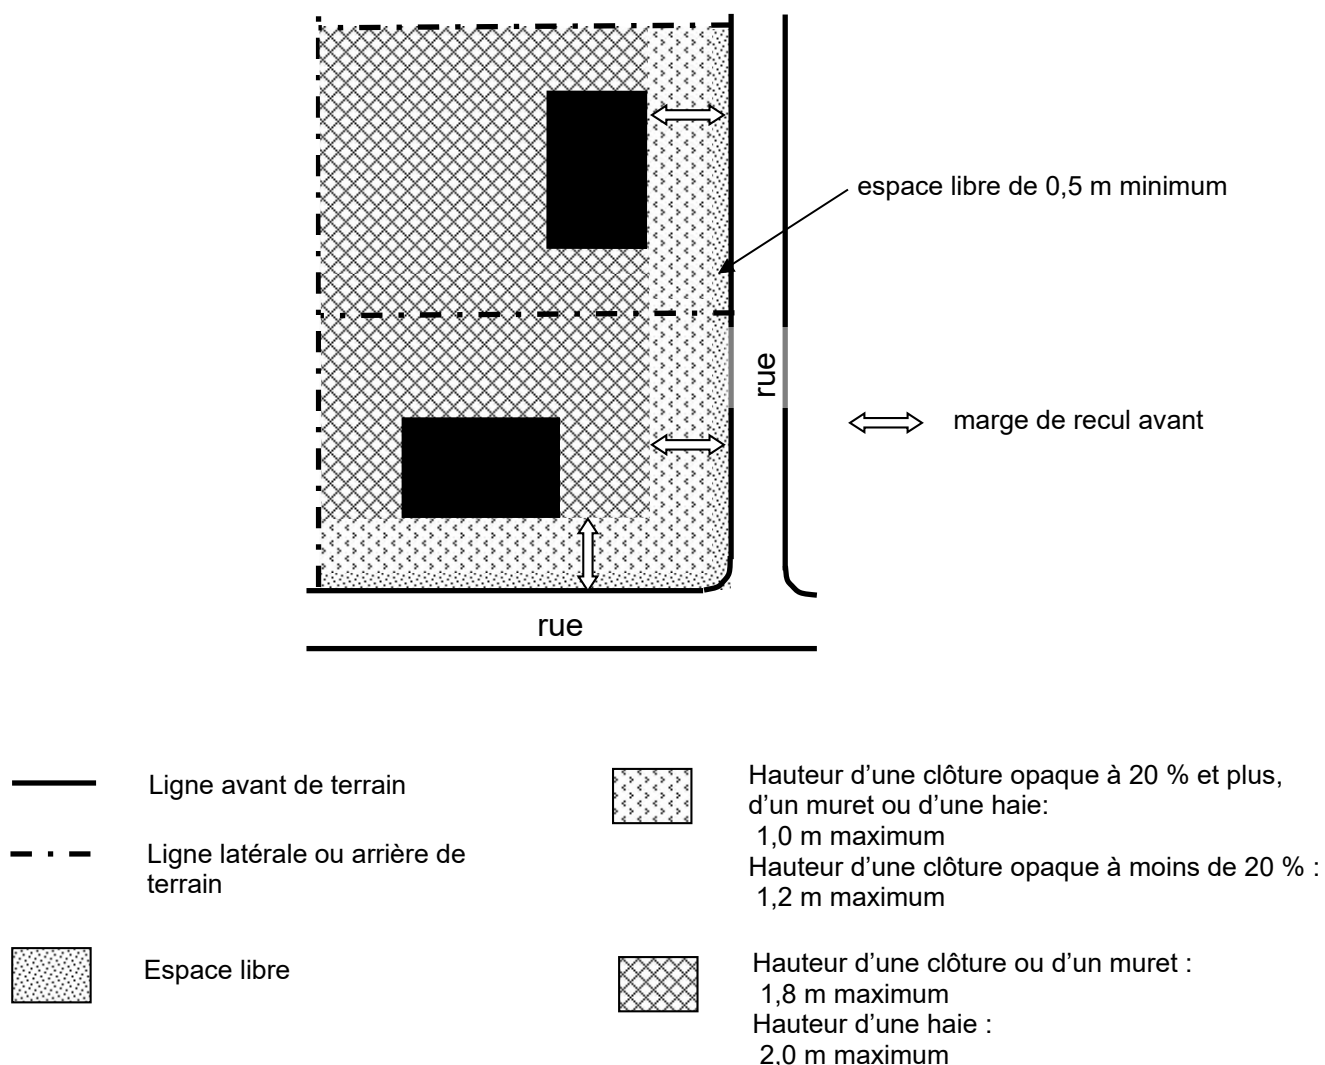 espace libre de 0,5 m minimum
rue
marge de recul avant
rue
Ligne avant de terrain
Ligne latérale ou arrière de
terrain
Espace libre
Hauteur d’une clôture opaque à 20 % et plus,
d’un muret ou d’une haie:
1,0 m maximum
Hauteur d’une clôture opaque à moins de 20 % :
1,2 m maximum
Hauteur d’une clôture ou d’un muret :
1,8 m maximum
Hauteur d’une haie :
2,0 m maximum